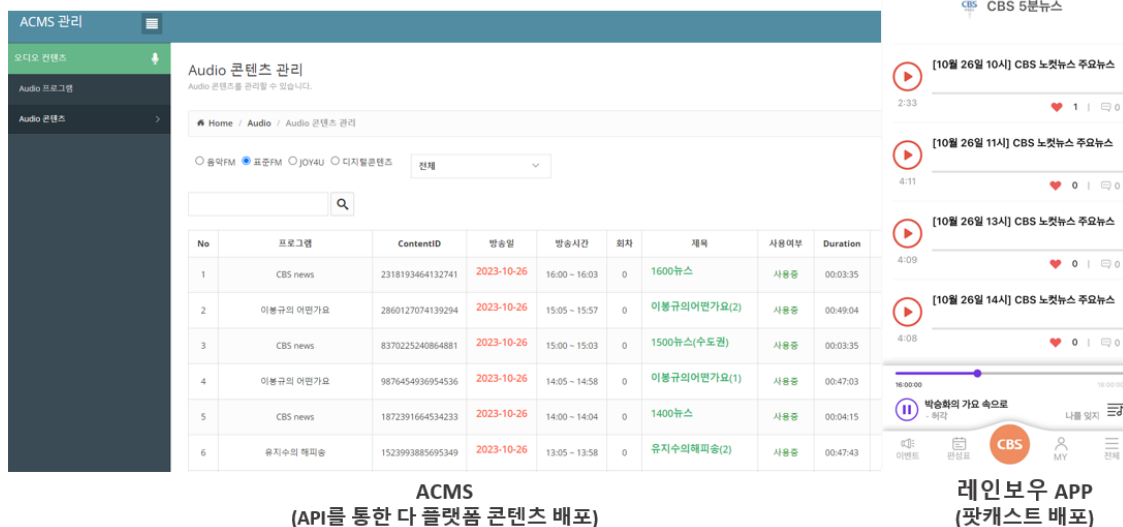 ACMS 관리
오디오 컨텐츠
Audio 프로그램
Audio 콘텐츠
Audio 콘텐츠 관리
Audio 콘텐츠를 관리할 수 있습니다.
Home / Audio / Audio 콘텐츠 관리
음악FM 표준FM JOY4U 디지털콘텐츠 전체
No 프로그램 ContentID 방송일 방송시간 회차 제목 사용여부 Duration
1 CBS news 2318193464132741 2023-10-26 16:00 ~ 16:03 0 1600뉴스 사용중 00:03:35
2 이봉규의 어떤가요 2860127074139294 2023-10-26 15:05 ~ 15:57 0 이봉규의어떤가요(2) 사용중 00:49:04
3 CBS news 8370225240864881 2023-10-26 15:00 ~ 15:03 0 1500뉴스(수도권) 사용중 00:03:35
4 이봉규의 어떤가요 9876454936954536 2023-10-26 14:05 ~ 14:58 0 이봉규의어떤가요(1) 사용중 00:47:03
5 CBS news 1872391664534233 2023-10-26 14:00 ~ 14:04 0 1400뉴스 사용중 00:04:15
6 유지수의 해피송 1523993885695349 2023-10-26 13:05 ~ 13:58 0 유지수의해피송(2) 사용중 00:47:43
ACMS
(API를 통한 다 플랫폼 콘텐츠 배포)
CBS CBS 5분뉴스
[10월 26일 10시] CBS 노컷뉴스 주요뉴스
2:33 1 0
[10월 26일 11시] CBS 노컷뉴스 주요뉴스
4:11 0 0
[10월 26일 13시] CBS 노컷뉴스 주요뉴스
4:09 0 0
[10월 26일 14시] CBS 노컷뉴스 주요뉴스
4:08 0 0
16:00:00 18:00:00
박승화의 가요 속으로
- 허각 나를 잊지
이벤트 편성표 CBS MY 전체
레인보우 APP
(팟캐스트 배포)